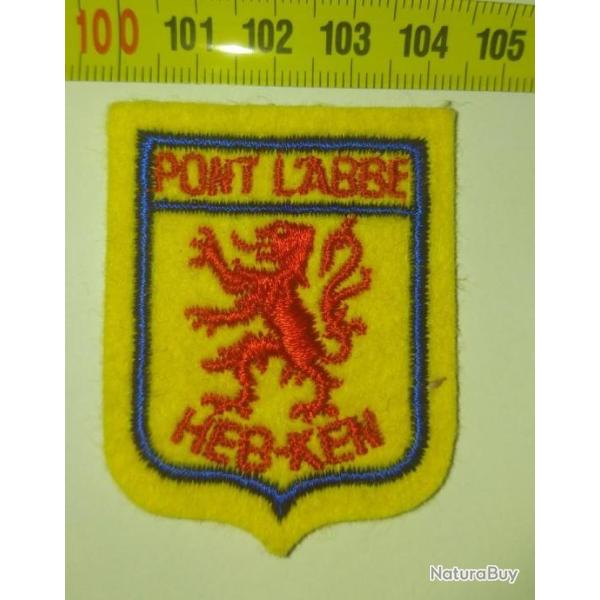 100 101 102 103 104 105
PONT L'ABBE
HEB-KEN
NaturaBuy